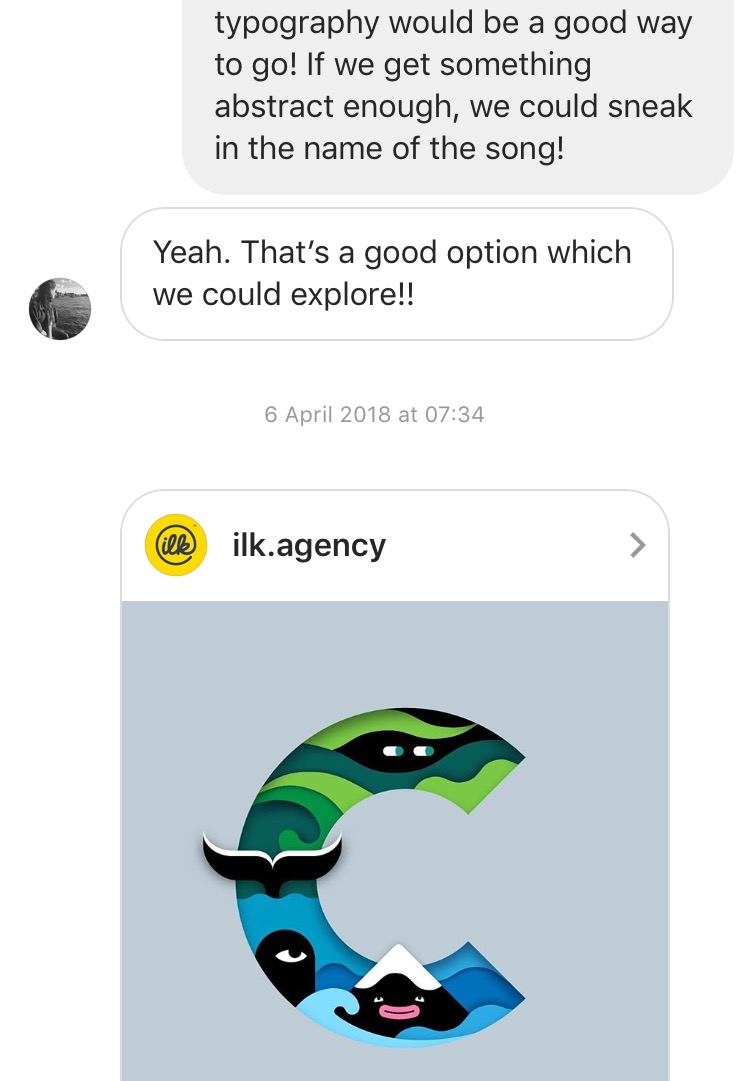 typography would be a good way
to go! If we get something
abstract enough, we could sneak
in the name of the song!
Yeah. That’s a good option which
we could explore!!
6 April 2018 at 07:34
ilk
ilk.agency
C